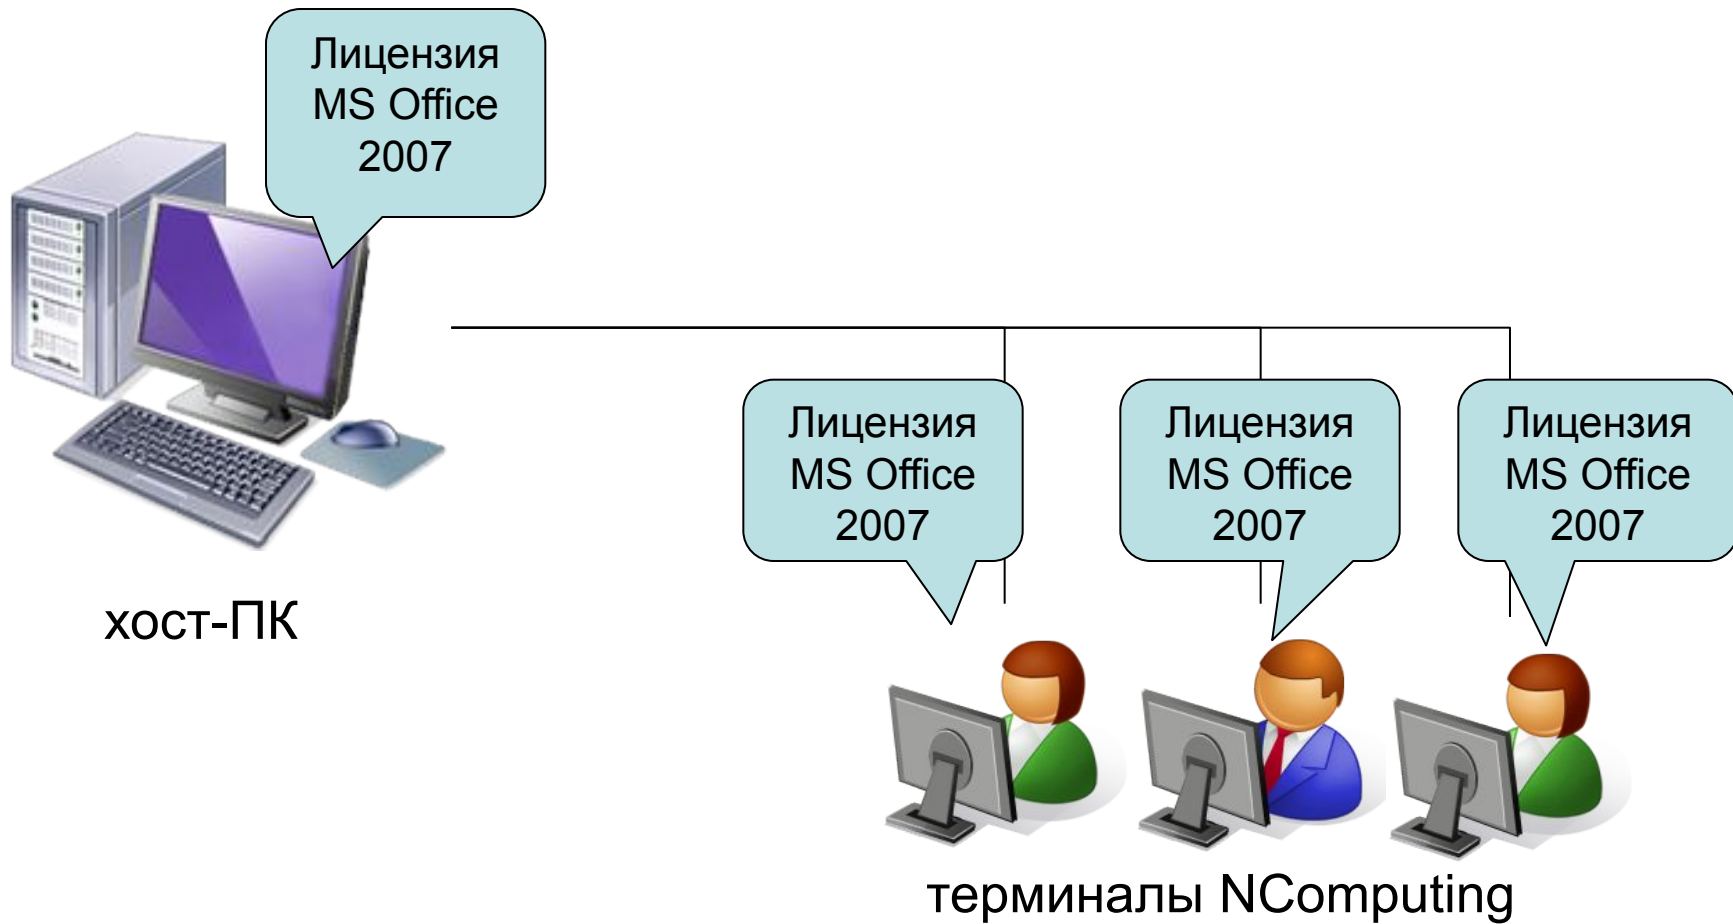 Лицензия
MS Office
2007
хост-ПК
Лицензия
MS Office
2007
Лицензия
MS Office
2007
Лицензия
MS Office
2007
терминалы NComputing